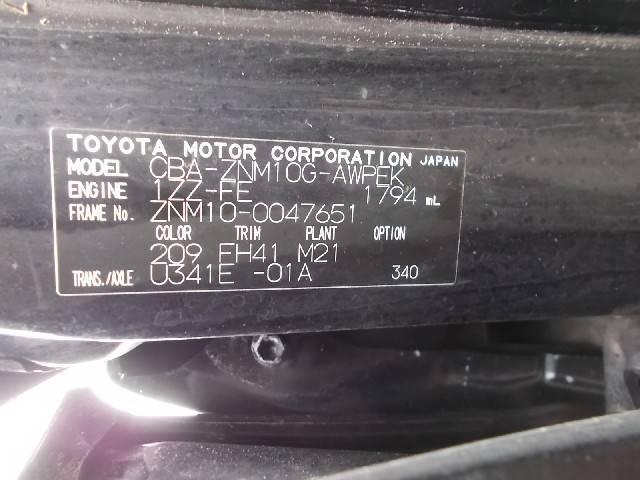 TOYOTA MOTOR CORPORATION JAPAN
MODEL CBA-ZNM10G-AWPEK
ENGINE 1ZZ-FE 1794 mL
FRAME No. ZNM10-0047651
COLOR TRIM PLANT OPTION
209 EH41 M21
TRANS./AXLE U341E -01A 340